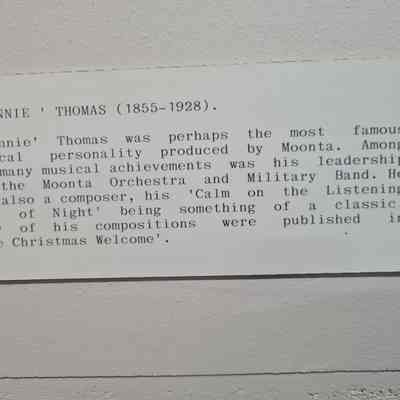 NNIE ' THOMAS (1855-1928).
nnie' Thomas was perhaps the most famous
cal personality produced by Moonta. Among
many musical achievements was his leadership
the Moonta Orchestra and Military Band. He
also a composer, his 'Calm on the Listening
of Night' being something of a classic.
of his compositions were published in
Christmas Welcome'.